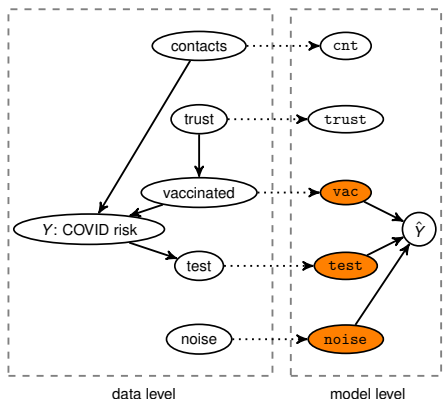 contacts
cnt
trust
trust
vaccinated
vac
Y: COVID risk
Ŷ
test
test
noise
noise
data level
model level